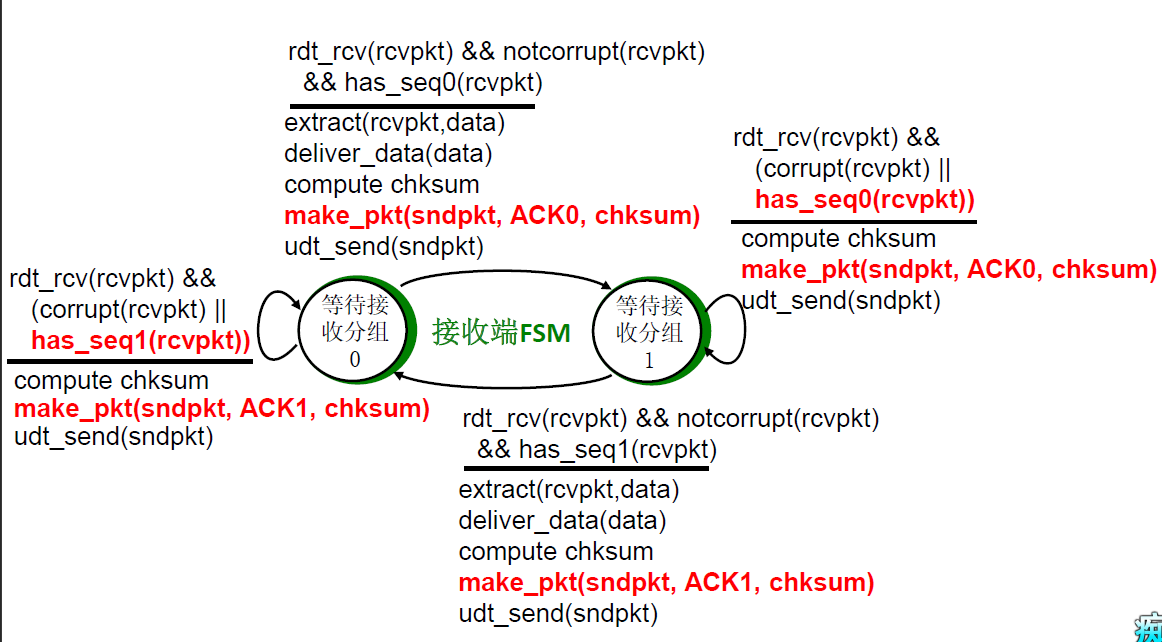 rdt_rcv(rcvpkt) && notcorrupt(rcvpkt)
&& has_seq0(rcvpkt)
extract(rcvpkt,data)
deliver_data(data)
compute chksum
make_pkt(sndpkt, ACK0, chksum)
udt_send(sndpkt)
rdt_rcv(rcvpkt) &&
(corrupt(rcvpkt) ||
has_seq0(rcvpkt))
compute chksum
make_pkt(sndpkt, ACK0, chksum)
udt_send(sndpkt)
rdt_rcv(rcvpkt) &&
(corrupt(rcvpkt) ||
has_seq1(rcvpkt))
compute chksum
make_pkt(sndpkt, ACK1, chksum)
udt_send(sndpkt)
等待接
收分组
0
接收端FSM
等待接
收分组
1
rdt_rcv(rcvpkt) && notcorrupt(rcvpkt)
&& has_seq1(rcvpkt)
extract(rcvpkt,data)
deliver_data(data)
compute chksum
make_pkt(sndpkt, ACK1, chksum)
udt_send(sndpkt)